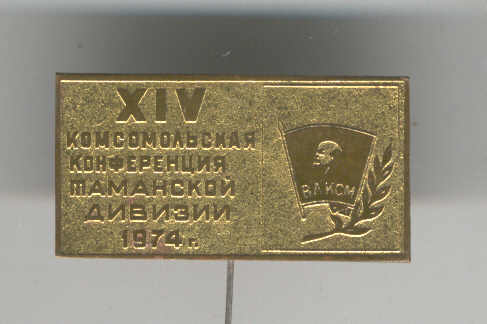 XIV
КОМСОМОЛЬСКАЯ
КОНФЕРЕНЦИЯ
ТАМАНСКОЙ
ДИВИЗИИ
1974 г.
ВЛКСМ